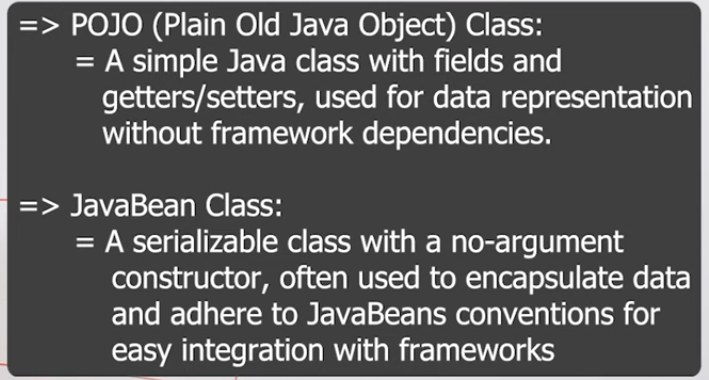 => POJO (Plain Old Java Object) Class:
= A simple Java class with fields and
getters/setters, used for data representation
without framework dependencies.
=> JavaBean Class:
= A serializable class with a no-argument
constructor, often used to encapsulate data
and adhere to JavaBeans conventions for
easy integration with frameworks